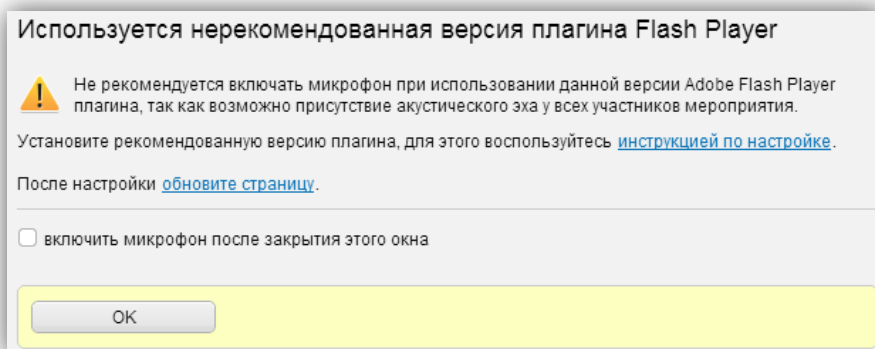 Используется нерекомендованная версия плагина Flash Player
Не рекомендуется включать микрофон при использовании данной версии Adobe Flash Player
плагина, так как возможно присутствие акустического эха у всех участников мероприятия.
Установите рекомендованную версию плагина, для этого воспользуйтесь инструкцией по настройке.
После настройки обновите страницу.
включить микрофон после закрытия этого окна
OK